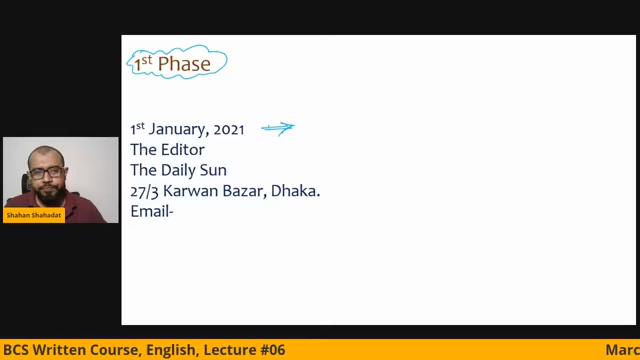 1st Phase
1st January, 2021
The Editor
The Daily Sun
27/3 Karwan Bazar, Dhaka.
Email-
Shahan Shahadat
BCS Written Course, English, Lecture #06
Marc